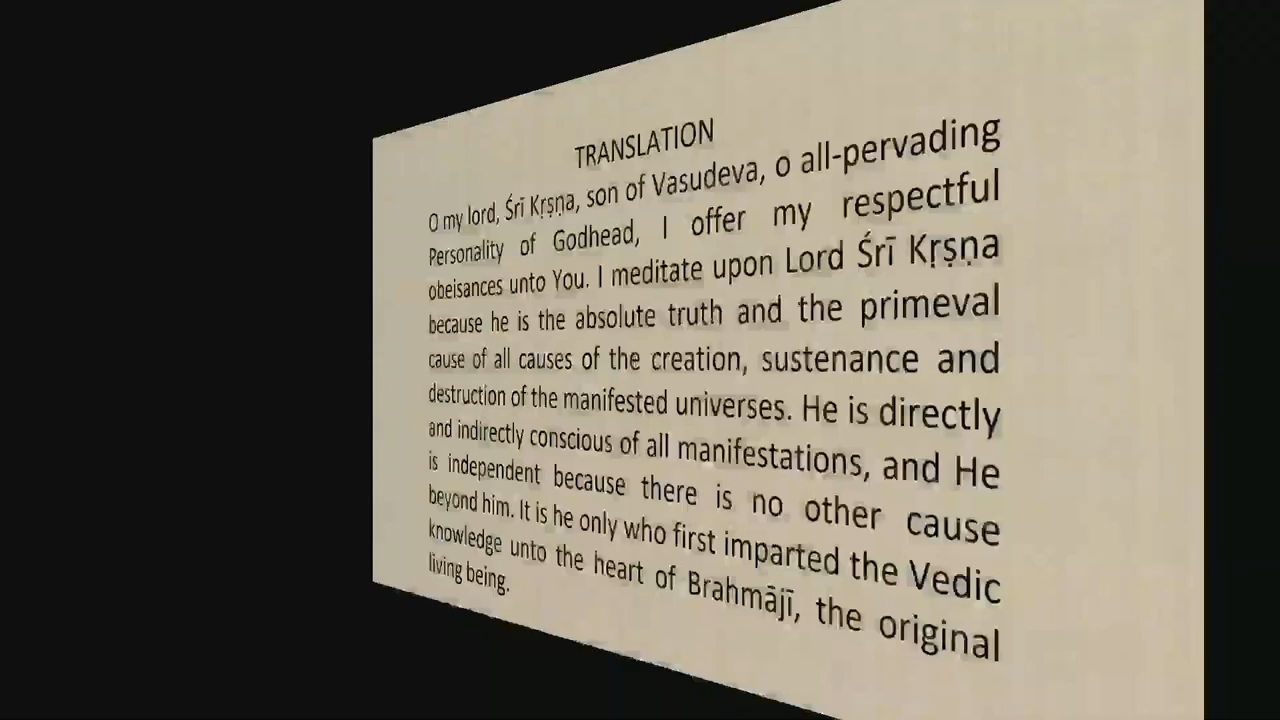 TRANSLATION
O my lord, Śrī Kṛṣṇa, son of Vasudeva, o all-pervading
Personality of Godhead, I offer my respectful
obeisances unto You. I meditate upon Lord Śrī Kṛṣṇa
because he is the absolute truth and the primeval
cause of all causes of the creation, sustenance and
destruction of the manifested universes. He is directly
and indirectly conscious of all manifestations, and He
is independent because there is no other cause
beyond him. It is he only who first imparted the Vedic
knowledge unto the heart of Brahmājī, the original
living being.